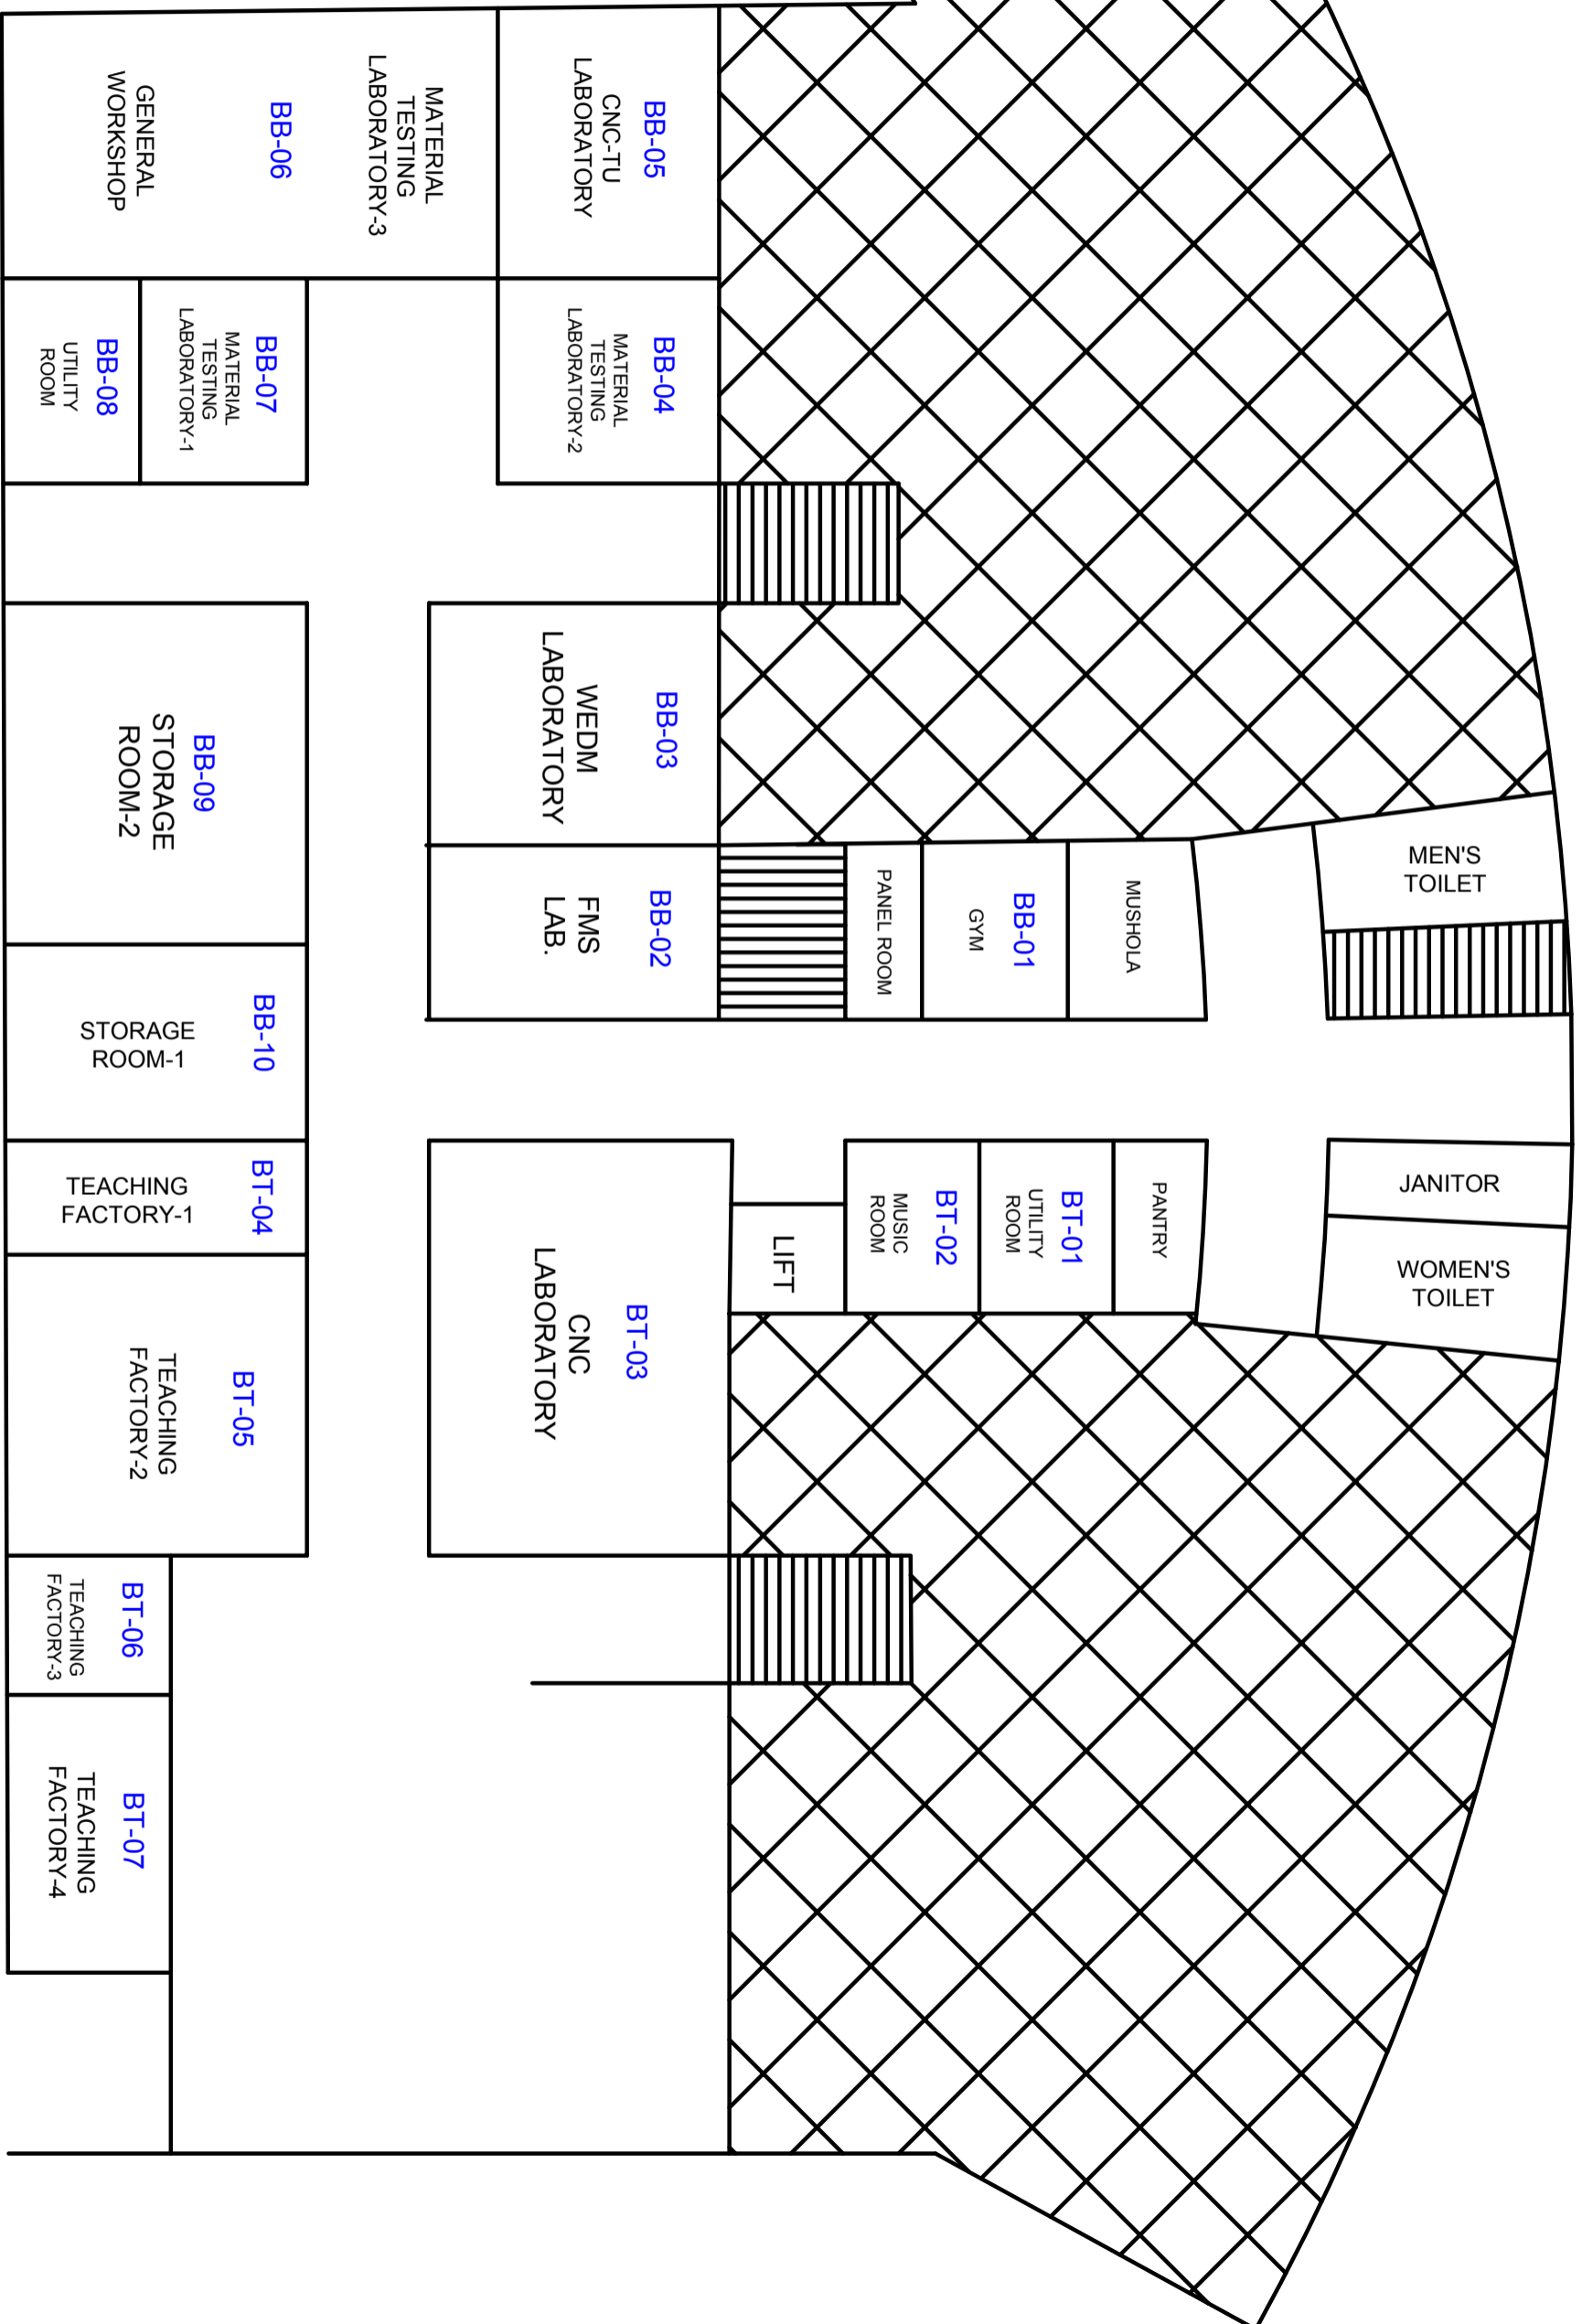 BB-05
CNC-TU
LABORATORY
MATERIAL
TESTING
LABORATORY-3
BB-06
GENERAL
WORKSHOP
BB-04
MATERIAL
TESTING
LABORATORY-2
BB-07
MATERIAL
TESTING
LABORATORY-1
BB-08
UTILITY
ROOM
BB-03
WEDM
LABORATORY
BB-09
STORAGE
ROOM-2
MEN'S
TOILET
MUSHOLA
BB-01
GYM
PANEL ROOM
BB-02
FMS
LAB.
BB-10
STORAGE
ROOM-1
JANITOR
WOMEN'S
TOILET
PANTRY
BT-01
UTILITY
ROOM
BT-02
MUSIC
ROOM
LIFT
BT-03
CNC
LABORATORY
BT-04
TEACHING
FACTORY-1
BT-05
TEACHING
FACTORY-2
BT-06
TEACHING
FACTORY-3
BT-07
TEACHING
FACTORY-4